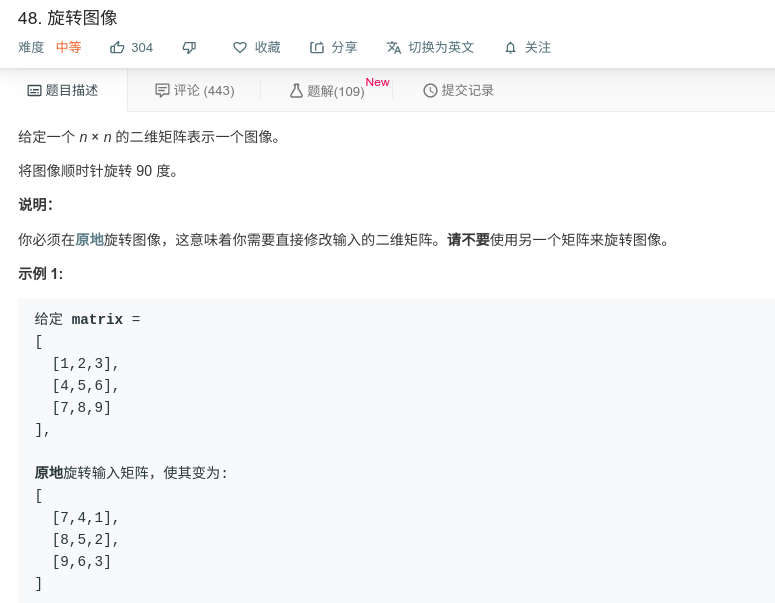 48. 旋转图像
难度 中等 304 收藏 分享 切换为英文 关注
题目描述 评论 (443) 题解(109) New 提交记录
给定一个 n × n 的二维矩阵表示一个图像。
将图像顺时针旋转 90 度。
说明：
你必须在原地旋转图像，这意味着你需要直接修改输入的二维矩阵。请不要使用另一个矩阵来旋转图像。
示例 1:
给定 matrix =
[
[1,2,3],
[4,5,6],
[7,8,9]
],
原地旋转输入矩阵，使其变为:
[
[7,4,1],
[8,5,2],
[9,6,3]
]